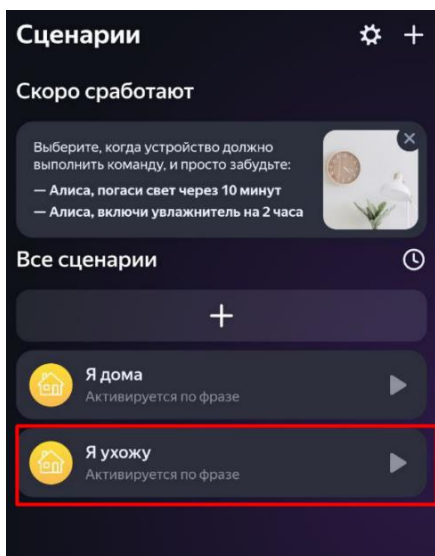 Сценарии
Скоро сработают
Выберите, когда устройство должно
выполнить команду, и просто забудьте:
— Алиса, погаси свет через 10 минут
— Алиса, включи увлажнитель на 2 часа
Все сценарии
Я дома
Активируется по фразе
Я ухожу
Активируется по фразе